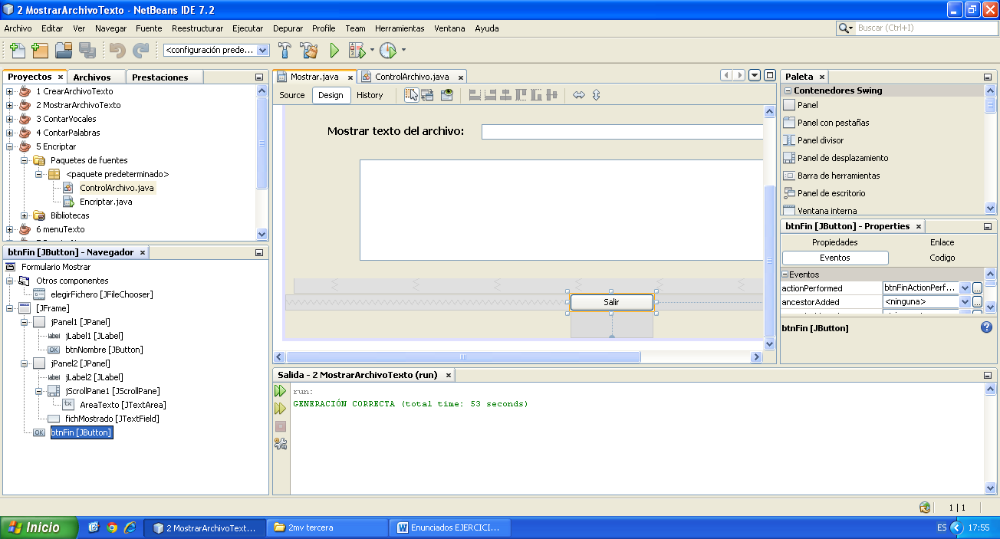 2 MostrarArchivoTexto - NetBeans IDE 7.2
Archivo Editar Ver Navegar Fuente Reestructurar Ejecutar Depurar Profile Team Herramientas Ventana Ayuda
Buscar (Ctrl+I)
<configuración prede...
Proyectos Archivos Prestaciones
1 CrearArchivoTexto
2 MostrarArchivoTexto
3 ContarVocales
4 ContarPalabras
5 Encriptar
Paquetes de fuentes
<paquete predeterminado>
ControlArchivo.java
Encriptar.java
Bibliotecas
6 menuTexto
btnFin [JButton] - Navegador
Formulario Mostrar
Otros componentes
elegirFichero [JFileChooser]
[JFrame]
jPanel1 [JPanel]
label jLabel1 [JLabel]
OK btnNombre [JButton]
jPanel2 [JPanel]
label jLabel2 [JLabel]
jScrollPane1 [JScrollPane]
AreaTexto [JTextArea]
fichMostrado [JTextField]
OK btnFin [JButton]
Mostrar.java ControlArchivo.java
Source Design History
Mostrar texto del archivo:
Salir
Salida - 2 MostrarArchivoTexto (run)
run:
GENERACIÓN CORRECTA (total time: 53 seconds)
Paleta
Contenedores Swing
Panel
Panel con pestañas
Panel divisor
Panel de desplazamiento
Barra de herramientas
Panel de escritorio
Ventana interna
btnFin [JButton] - Properties
Propiedades Enlace
Eventos Codigo
Eventos
actionPerformed btnFinActionPerf...
ancestorAdded <ninguna>
btnFin [JButton]
1 | 1
Inicio 2 MostrarArchivoText... 2mv tercera Enunciados EJERCICI... ES 17:55